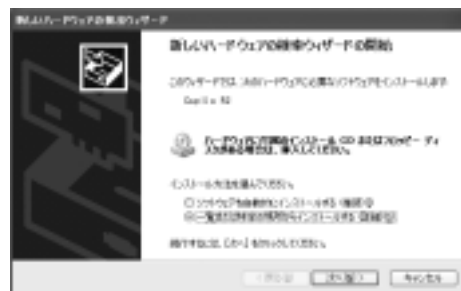 新しいハードウェアの検索ウィザード
新しいハードウェアの検索ウィザードの開始
このウィザードでは、次のハードウェアに必要なソフトウェアをインストールします:
ハードウェアに付属のインストール CD またはフロッピー ディ
スクがある場合は、挿入してください。
インストール方法を選んでください。
ソフトウェアを自動的にインストールする (推奨)(I)
一覧または特定の場所からインストールする (詳細)(S)
続行するには、[次へ] をクリックしてください。
< 戻る(B)
次へ(N) >
キャンセル